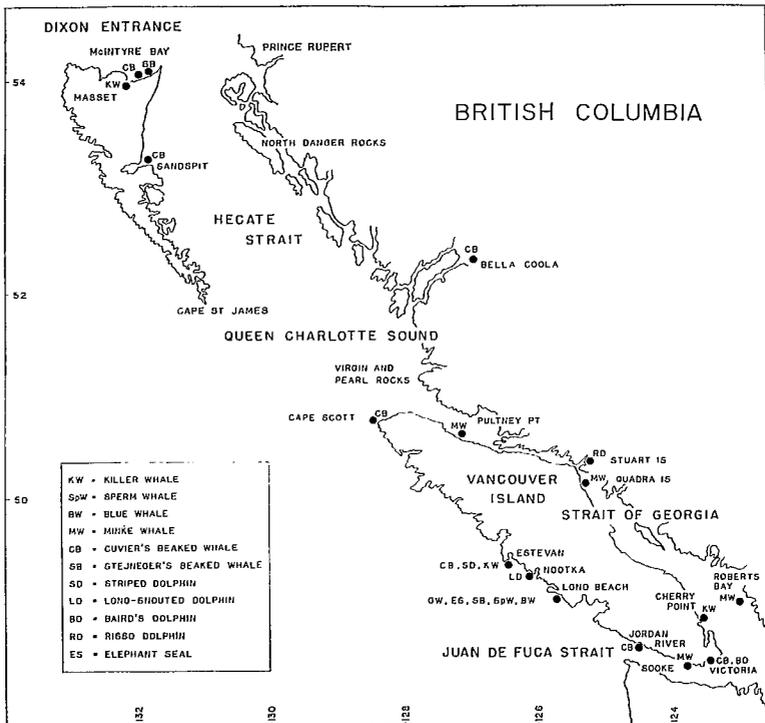 DIXON ENTRANCE
McINTYRE BAY
CB SB
KW
MASSET
PRINCE RUPERT
54
BRITISH COLUMBIA
NORTH DANGER ROCKS
CB
SANDSPIT
HECATE
STRAIT
CB
BELLA COOLA
52
CAPE ST JAMES
QUEEN CHARLOTTE SOUND
VIRGIN AND
PEARL ROCKS
CAPE SCOTT CB
PULTNEY PT
MW
RD
STUART IS
MW QUADRA IS
VANCOUVER
ISLAND
STRAIT OF GEORGIA
50
KW = KILLER WHALE
SpW = SPERM WHALE
BW = BLUE WHALE
MW = MINKE WHALE
CB = CUVIER'S BEAKED WHALE
SB = STEJNEGER'S BEAKED WHALE
SD = STRIPED DOLPHIN
LD = LONG-SNOUTED DOLPHIN
BD = BAIRD'S DOLPHIN
RD = RISSO DOLPHIN
ES = ELEPHANT SEAL
ESTEVAN
CB, SD, KW
LD NOOTKA
LONG BEACH
GW, ES, SB, SpW, BW
ROBERTS
BAY
MW
CHERRY
POINT KW
JORDAN
RIVER
CB
JUAN DE FUCA STRAIT
SOOKE
MW
CB, BD
VICTORIA
132 130 128 126 124